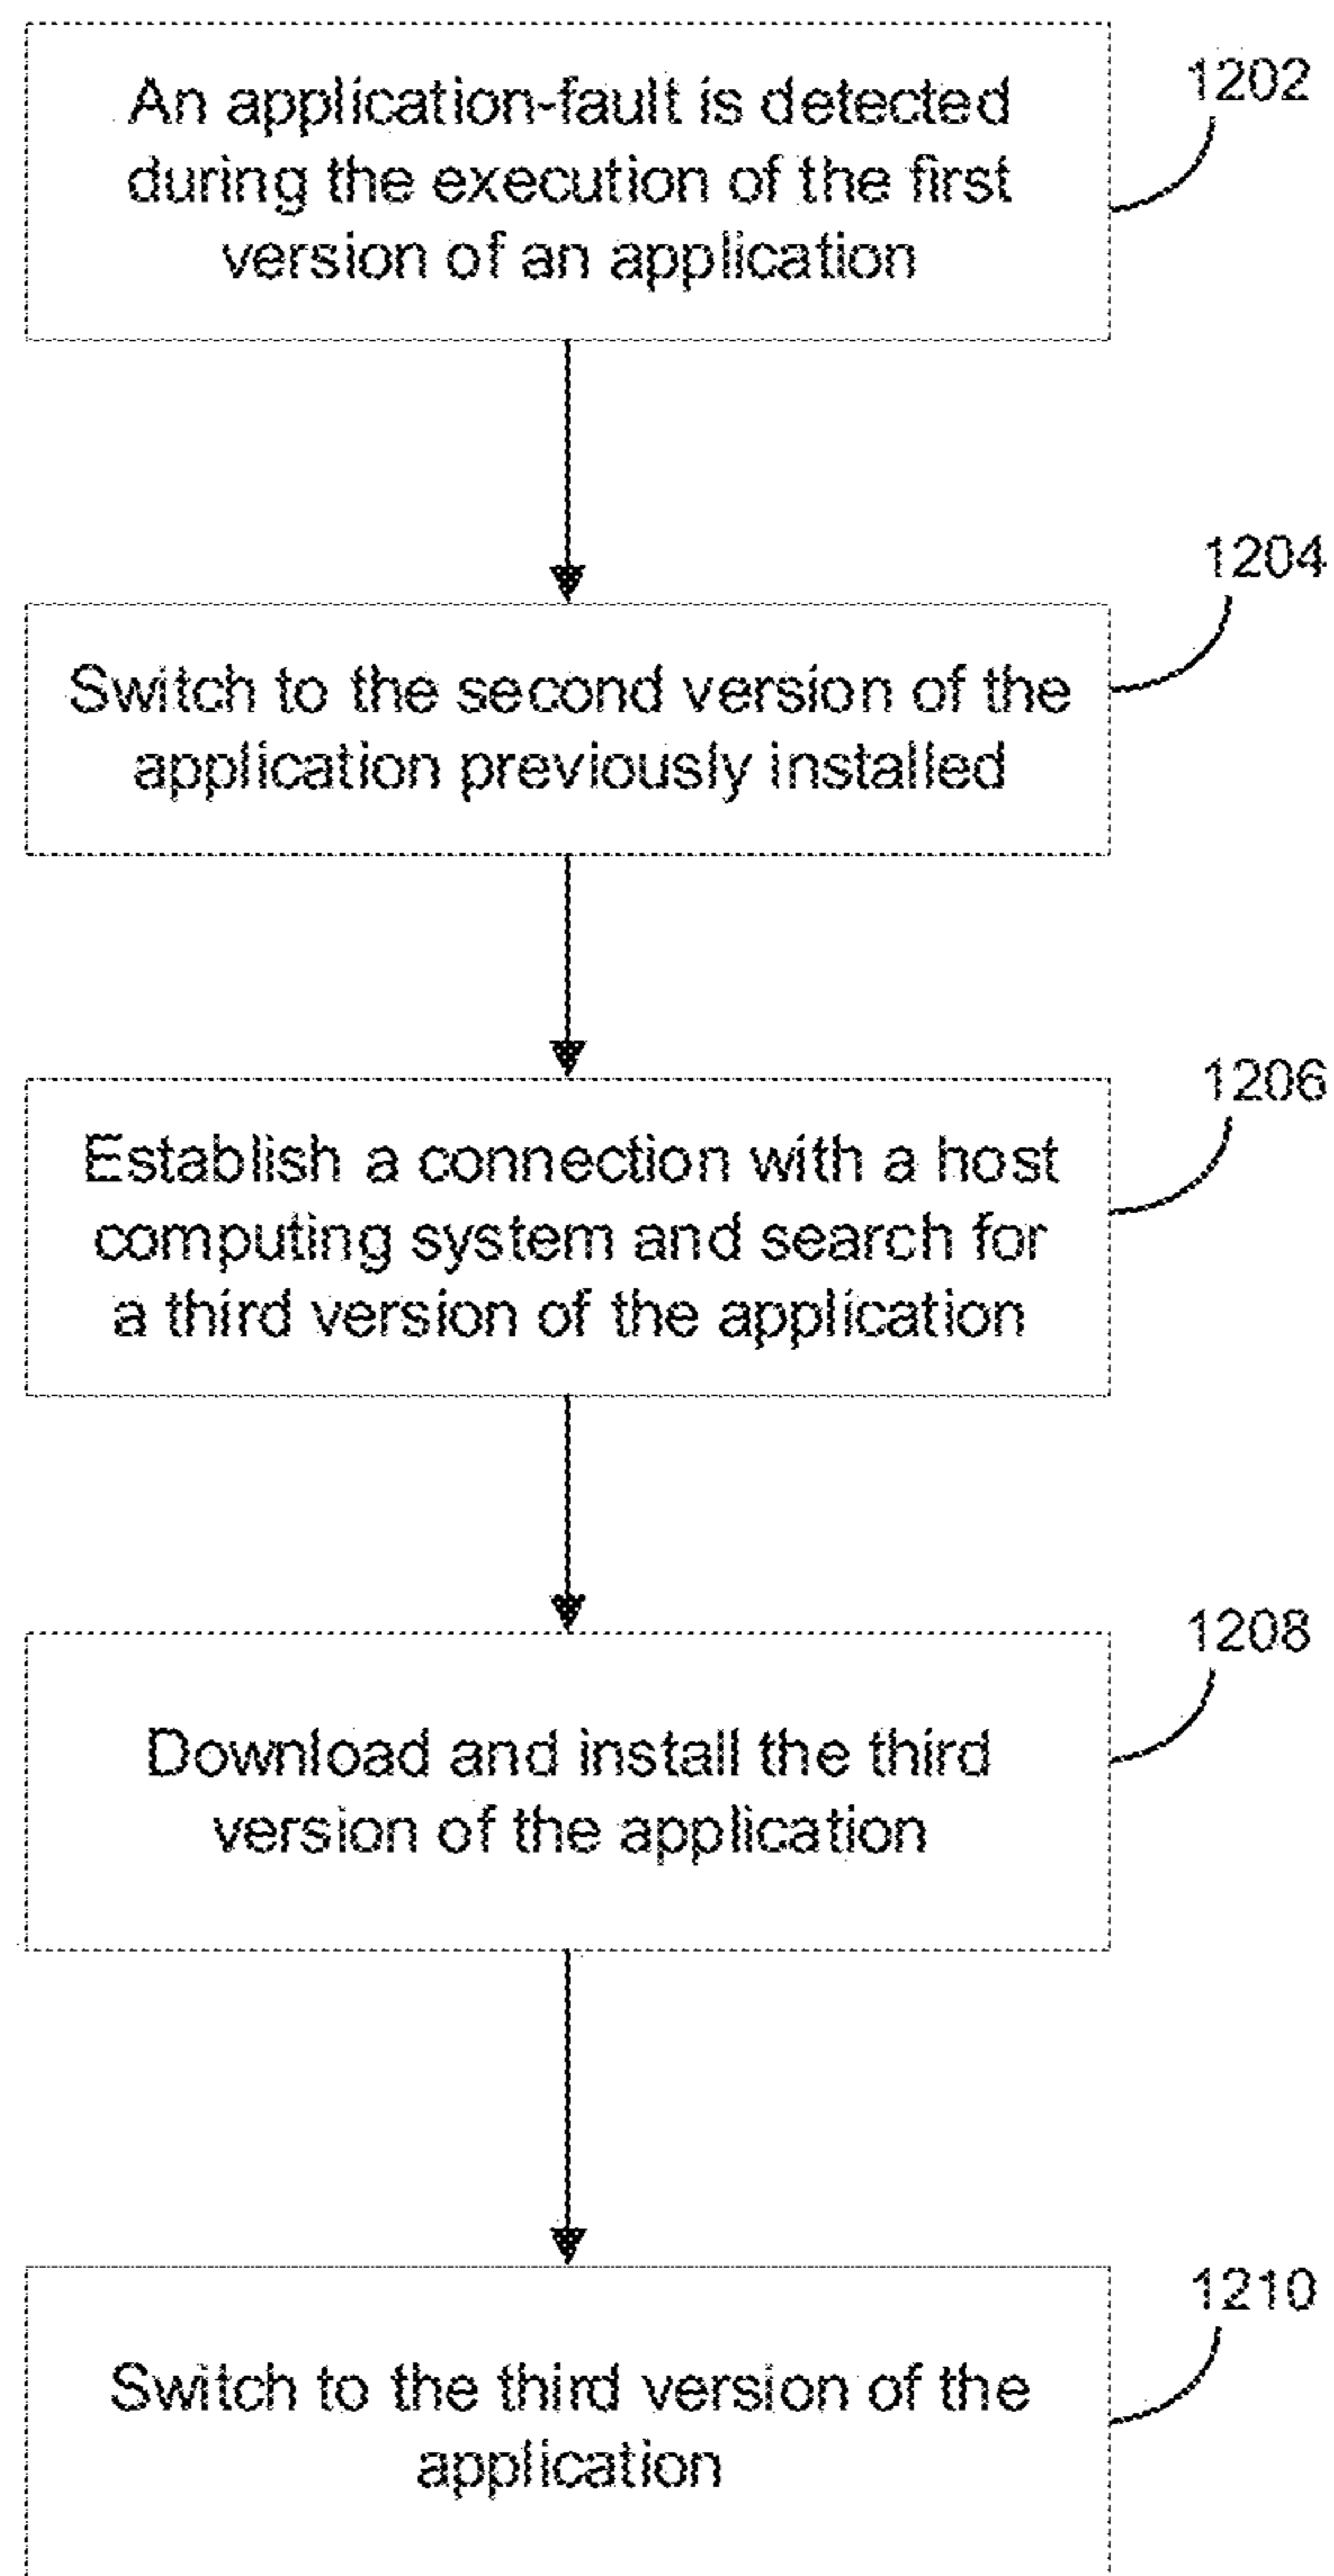 An application-fault is detected
during the execution of the first
version of an application
1202
Switch to the second version of the
application previously installed
1204
Establish a connection with a host
computing system and search for
a third version of the application
1206
Download and install the third
version of the application
1208
Switch to the third version of the
application
1210